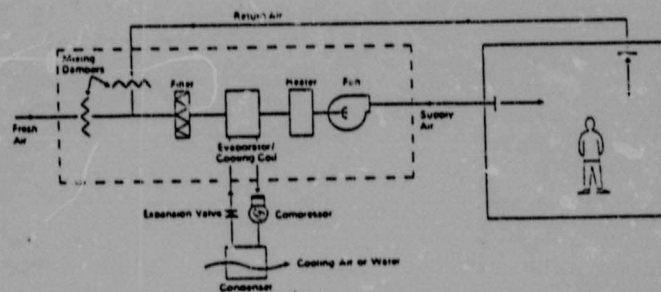 Return Air
Mixing
Dampers
Filter
Heater
Fan
Fresh
Air
Supply
Air
Evaporator/
Cooling Coil
Expansion Valve
Compressor
Cooling Air or Water
Condenser